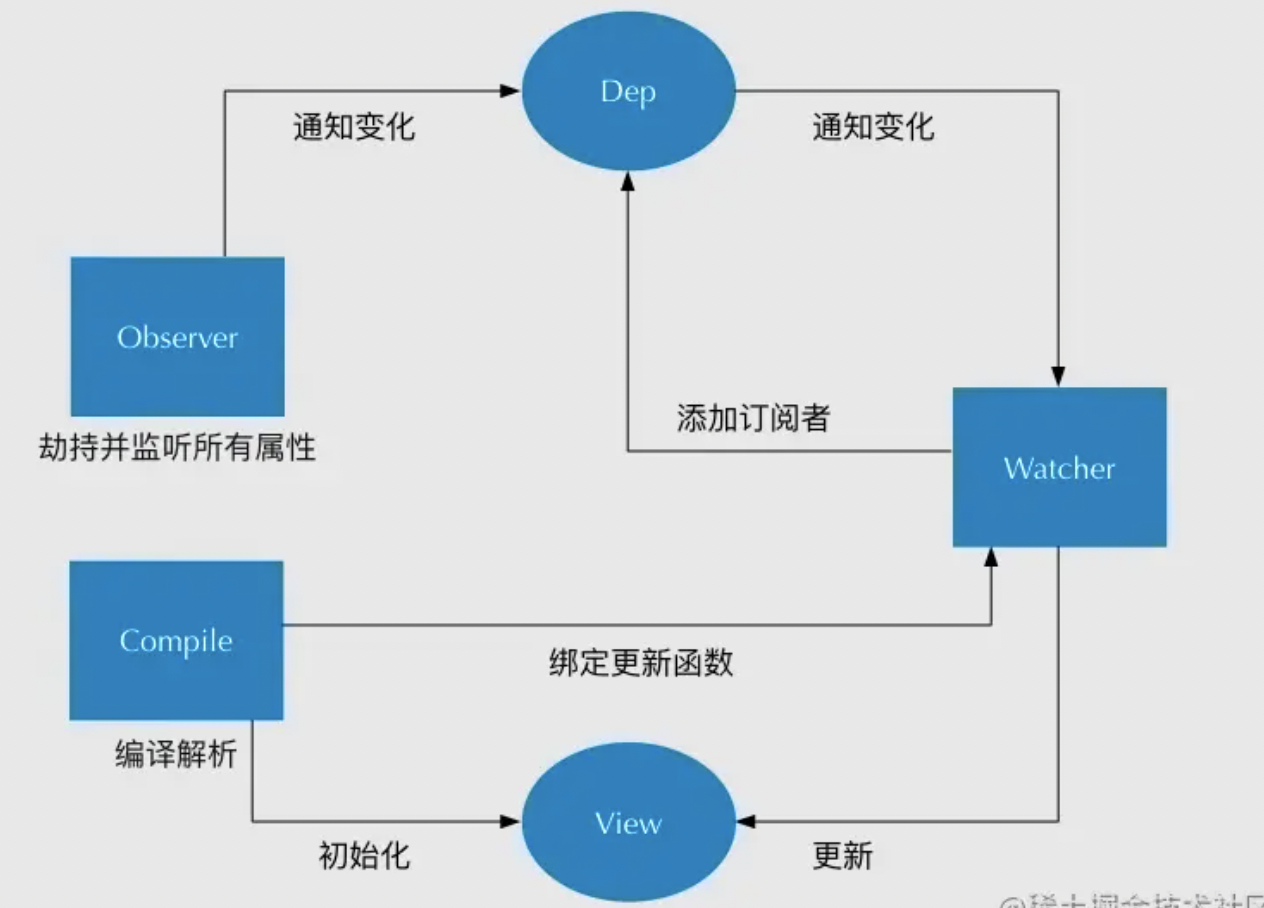 Dep
通知变化
通知变化
Observer
劫持并监听所有属性
添加订阅者
Watcher
Compile
绑定更新函数
编译解析
View
初始化
更新
@稀土掘金技术社区